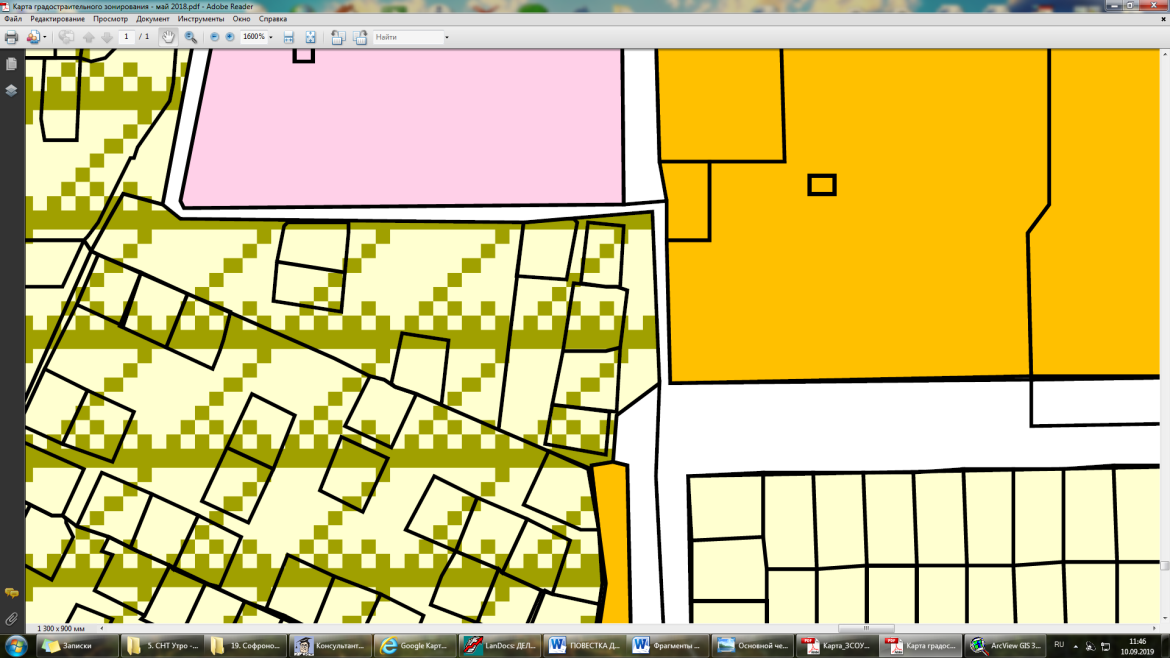 Карта градостроительного зонирования - май 2018.pdf - Adobe Reader
Файл Редактирование Просмотр Документ Инструменты Окно Справка
1 / 1 1600% Найти
1 300 x 900 мм
Записки 5. СНТ Утро -... 19. Софроно... Консультант... Google Карт... LanDocs: ДЕЛ... ПОВЕСТКА Д... Фрагменты ... Основной че... Карта_ЗСОУ... Карта градос... ArcView GIS 3... RU 11:46
10.09.2019